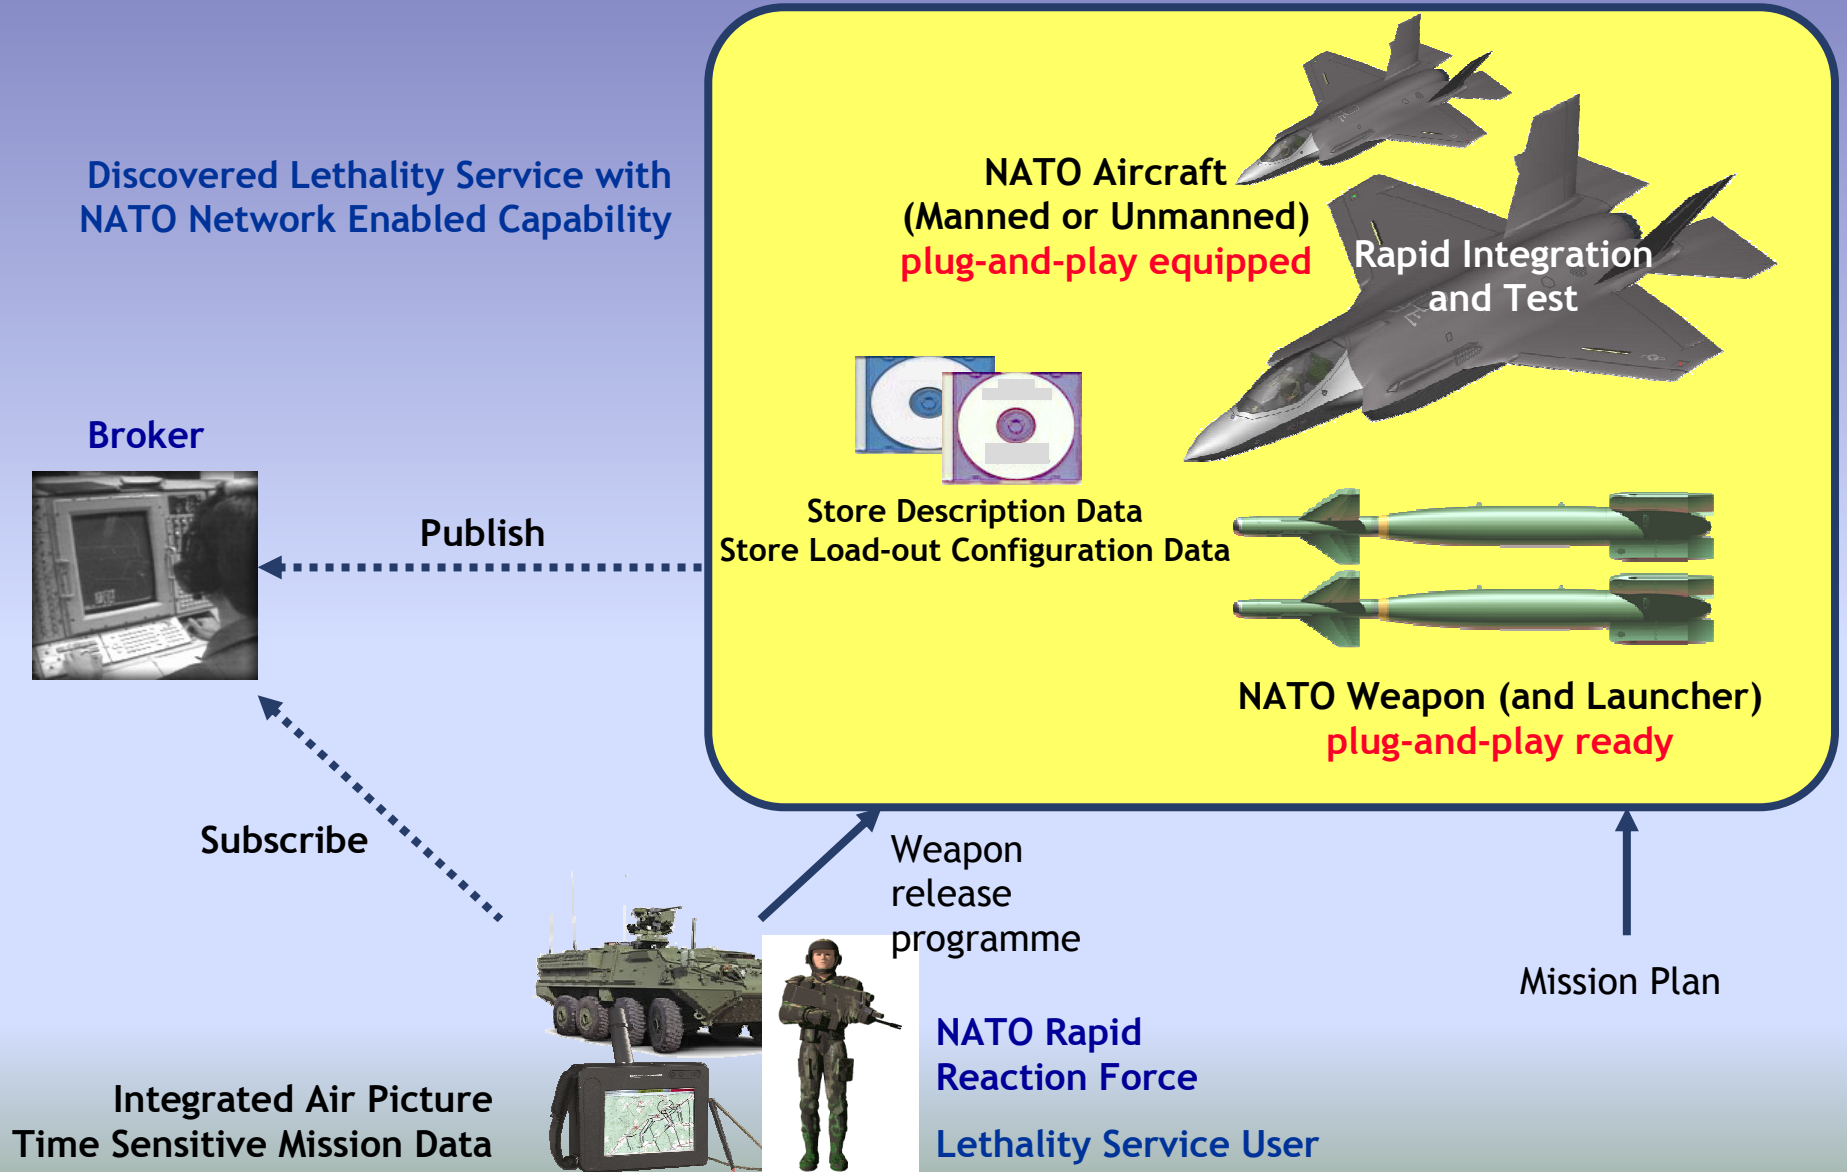 Discovered Lethality Service with
NATO Network Enabled Capability
NATO Aircraft
(Manned or Unmanned)
plug-and-play equipped
Rapid Integration
and Test
Broker
Publish
Store Description Data
Store Load-out Configuration Data
NATO Weapon (and Launcher)
plug-and-play ready
Subscribe
Weapon
release
programme
Mission Plan
NATO Rapid
Reaction Force
Integrated Air Picture
Time Sensitive Mission Data
Lethality Service User